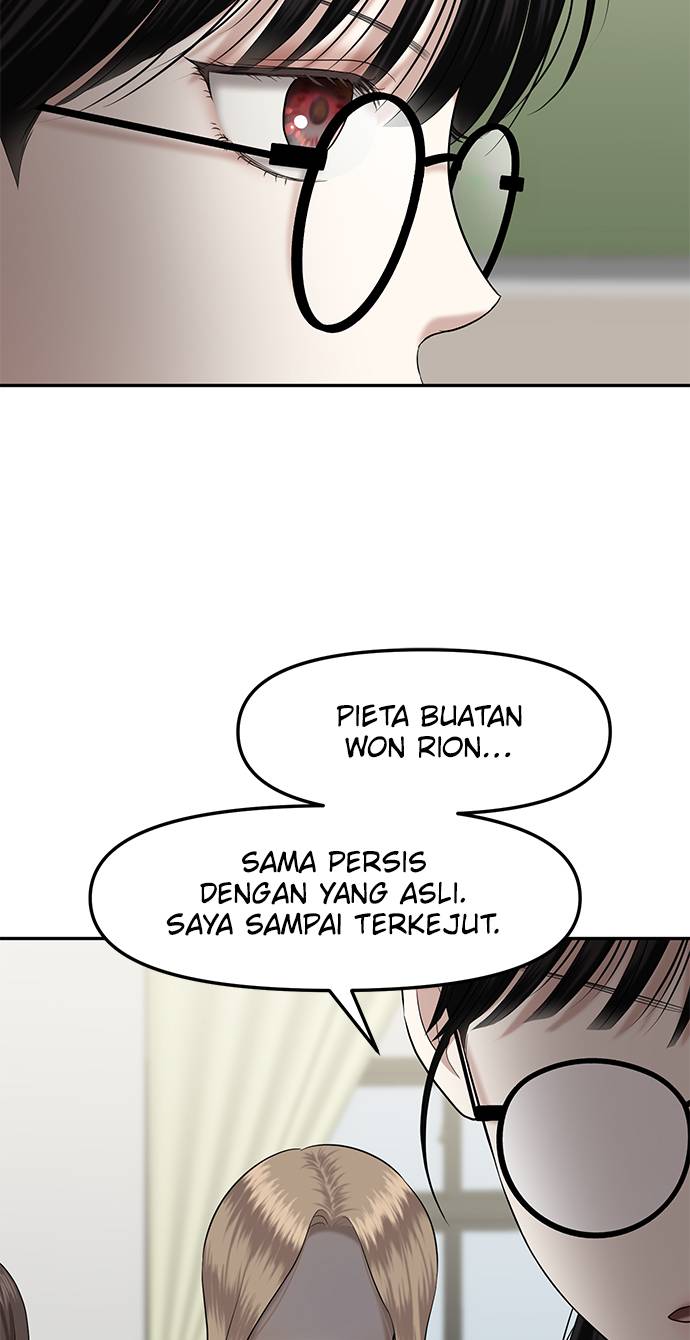 PIETA BUATAN
WON RION...
SAMA PERSIS
DENGAN YANG ASLI.
SAYA SAMPAI TERKEJUT.